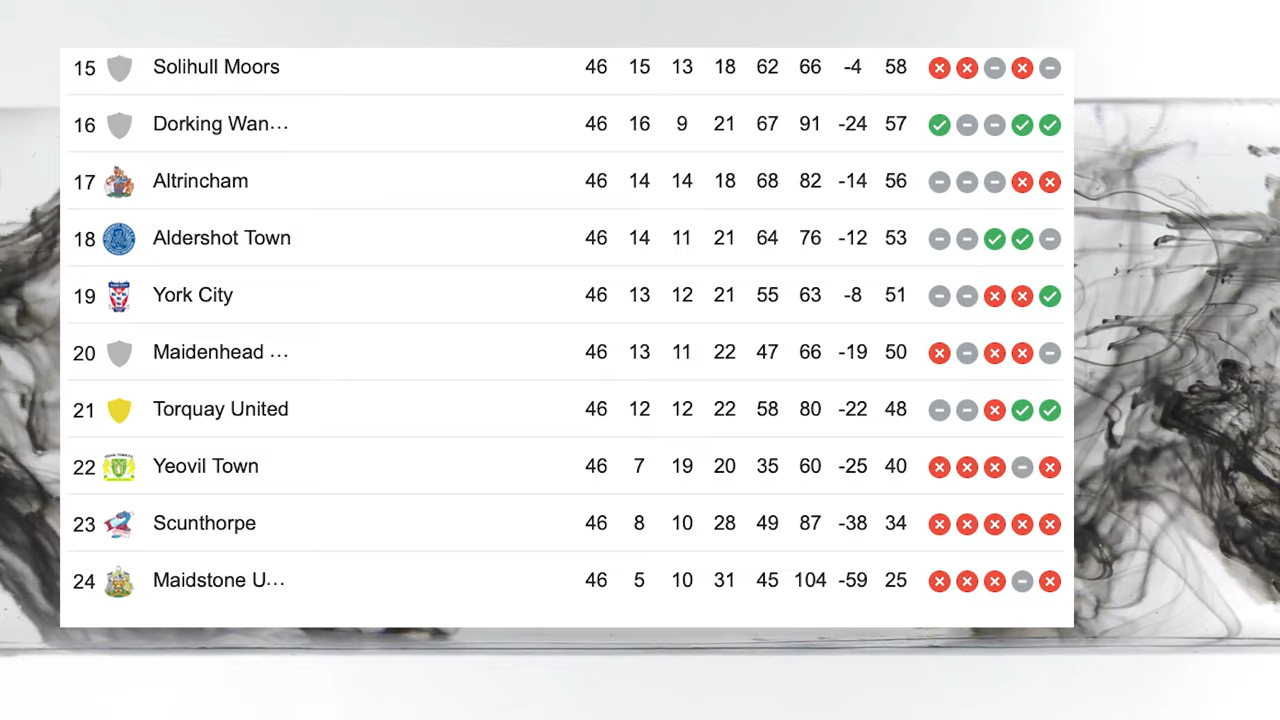 15 Solihull Moors 46 15 13 18 62 66 -4 58
16 Dorking Wan... 46 16 9 21 67 91 -24 57
17 Altrincham 46 14 14 18 68 82 -14 56
18 Aldershot Town 46 14 11 21 64 76 -12 53
19 York City 46 13 12 21 55 63 -8 51
20 Maidenhead ... 46 13 11 22 47 66 -19 50
21 Torquay United 46 12 12 22 58 80 -22 48
22 Yeovil Town 46 7 19 20 35 60 -25 40
23 Scunthorpe 46 8 10 28 49 87 -38 34
24 Maidstone U... 46 5 10 31 45 104 -59 25